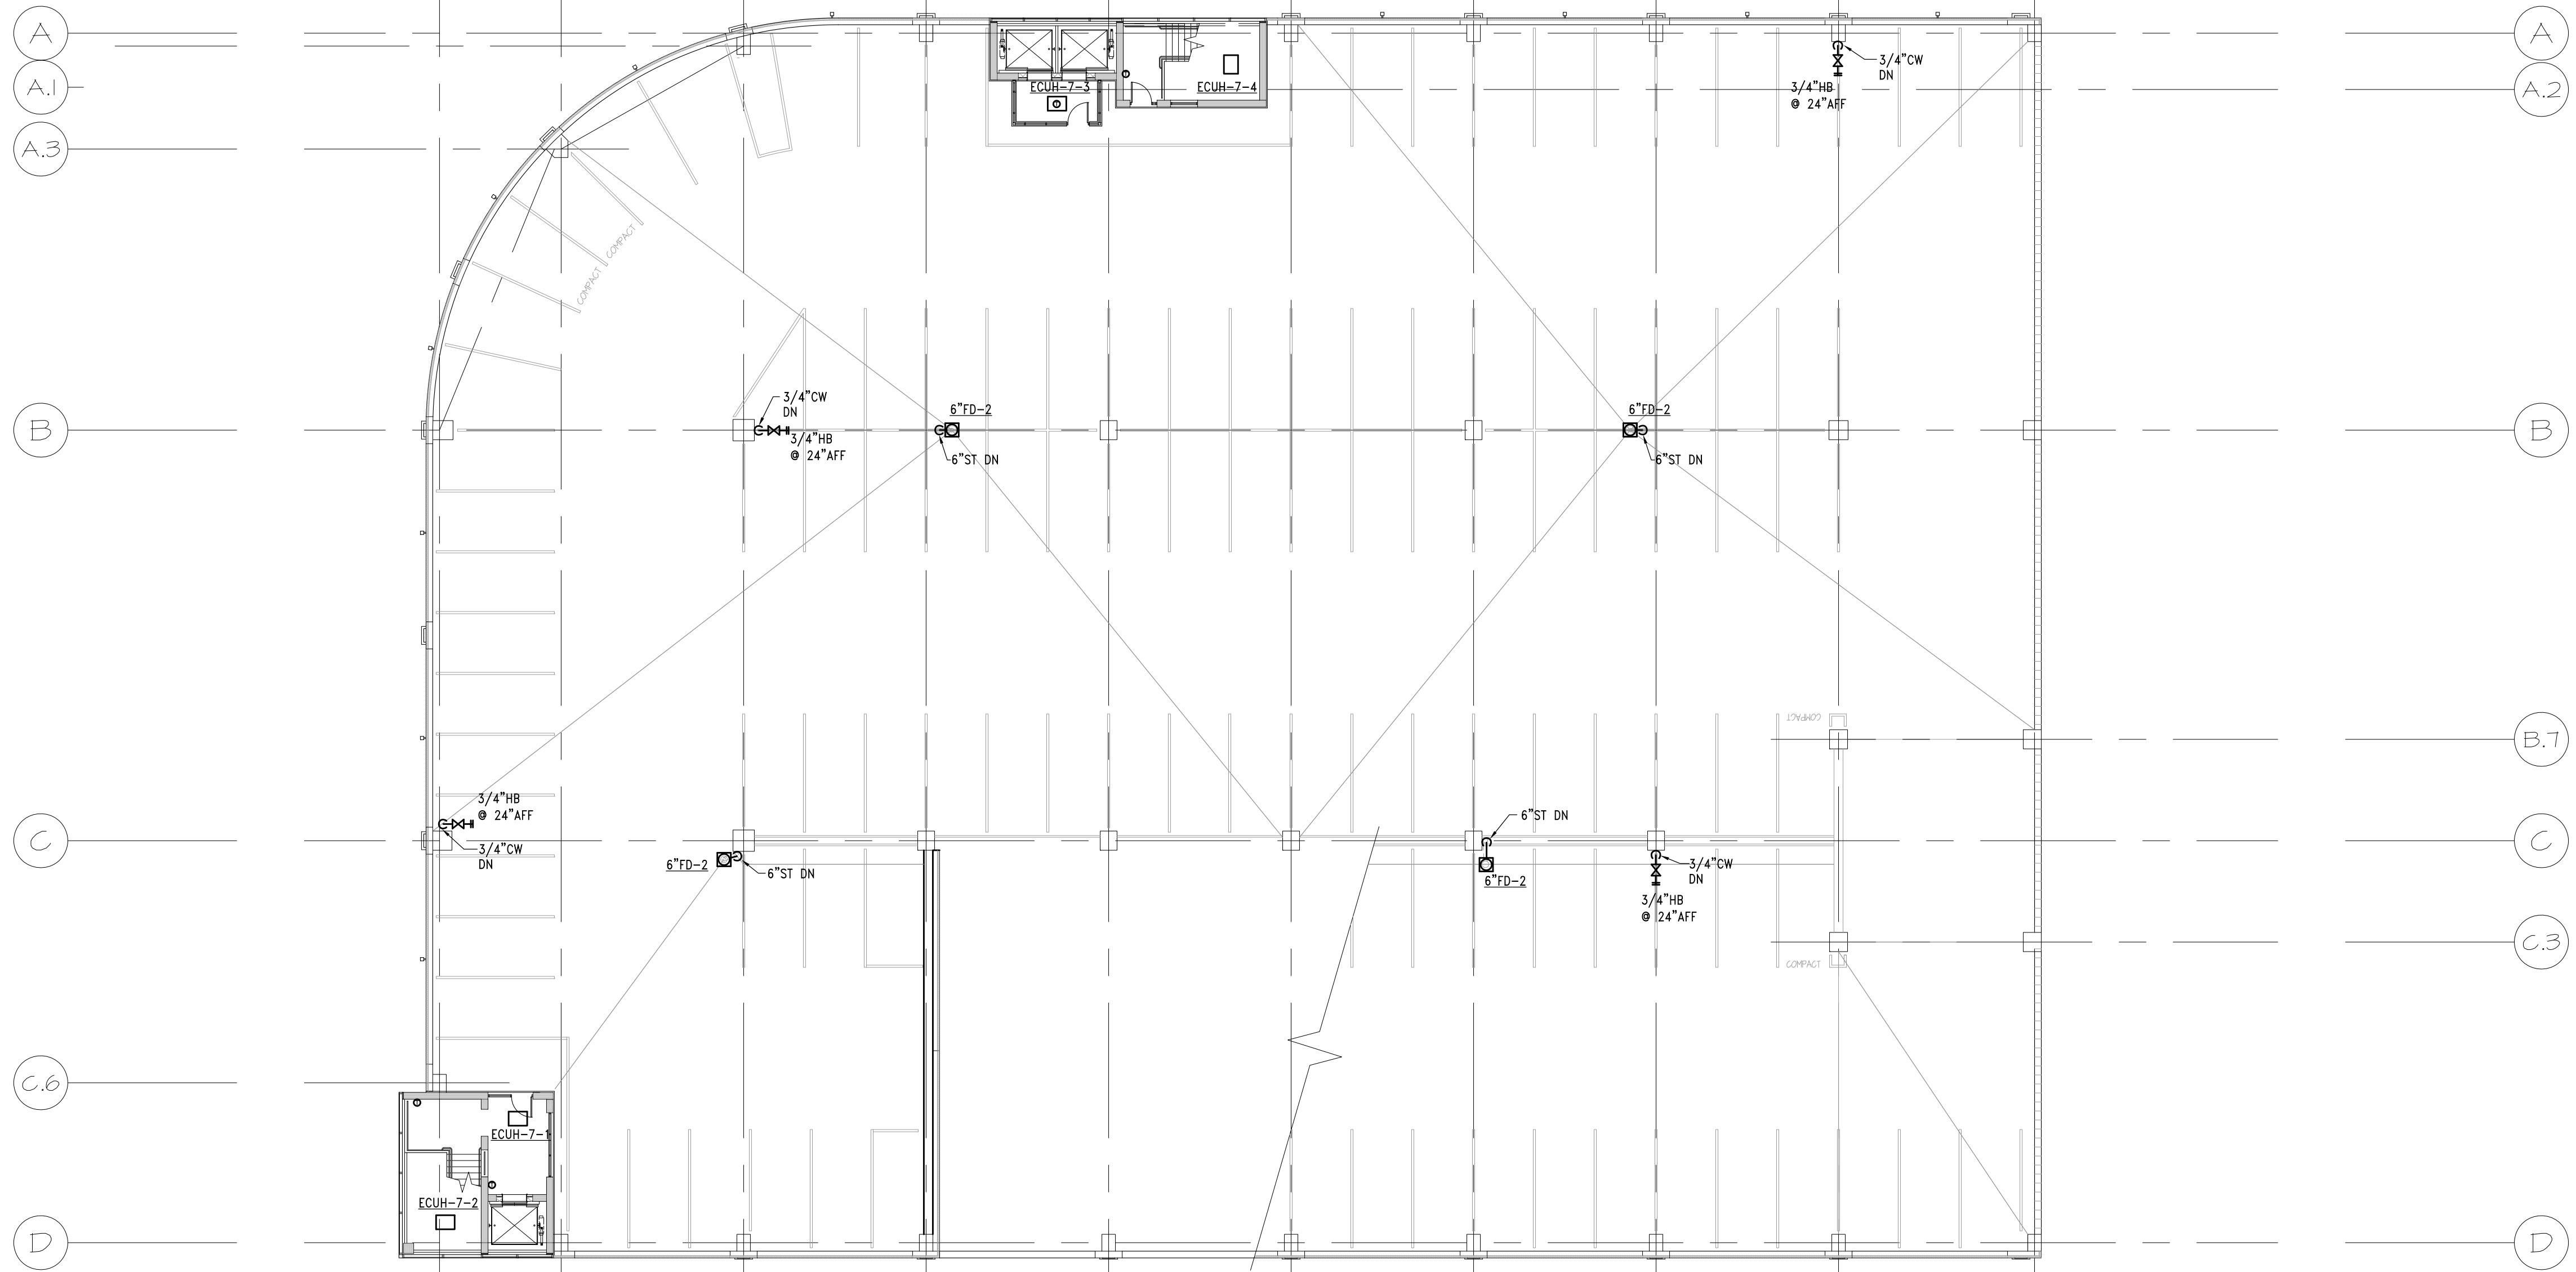 A
A
A.1
A.2
A.3
ECUH-7-3
ECUH-7-4
3/4"CW
DN
3/4"HB
@ 24"AFF
COMPACT
COMPACT
B
3/4"CW
DN
3/4"HB
@ 24"AFF
6"FD-2
6"ST DN
6"FD-2
6"ST DN
B
COMPACT
B.7
3/4"HB
@ 24"AFF
C
3/4"CW
DN
6"FD-2
6"ST DN
6"ST DN
6"FD-2
3/4"CW
DN
3/4"HB
@ 24"AFF
C
C.3
COMPACT
C.6
ECUH-7-1
ECUH-7-2
D
D